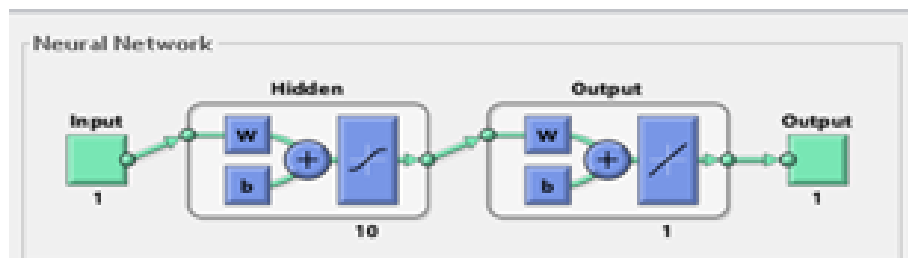 Neural Network
Hidden
Output
Input
Output
w
w
+
+
b
b
1
1
10
1